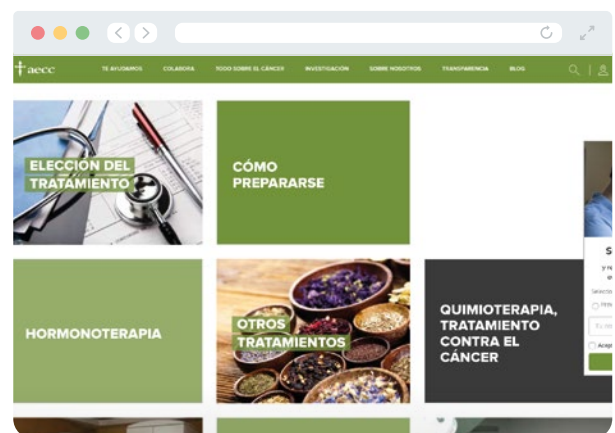 aecc
TE AYUDAMOS COLABORA TODO SOBRE EL CÁNCER INVESTIGACIÓN SOBRE NOSOTROS TRANSPARENCIA BLOG
ELECCIÓN DEL
TRATAMIENTO
CÓMO
PREPARARSE
HORMONOTERAPIA
OTROS
TRATAMIENTOS
QUIMIOTERAPIA,
TRATAMIENTO
CONTRA EL
CÁNCER